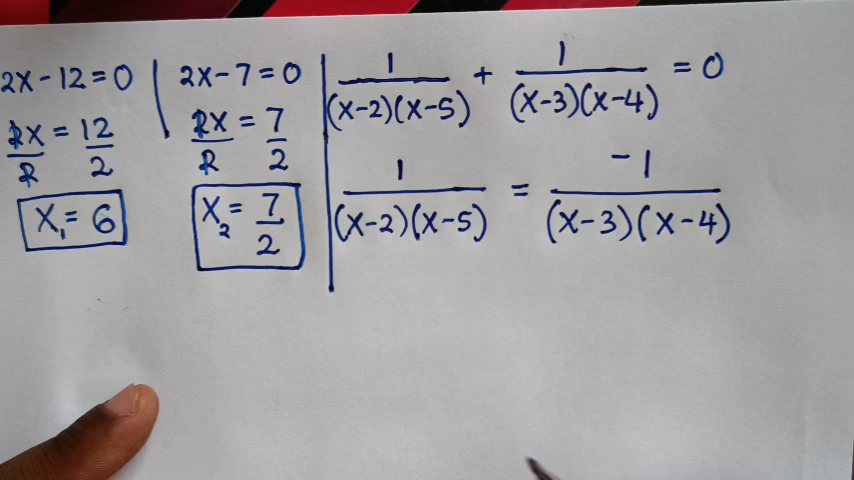 2x - 12 = 0
2x/2 = 12/2
x₁ = 6
2x - 7 = 0
2x/2 = 7/2
x₂ = 7/2
1/((x-2)(x-5)) + 1/((x-3)(x-4)) = 0
1/((x-2)(x-5)) = -1/((x-3)(x-4))